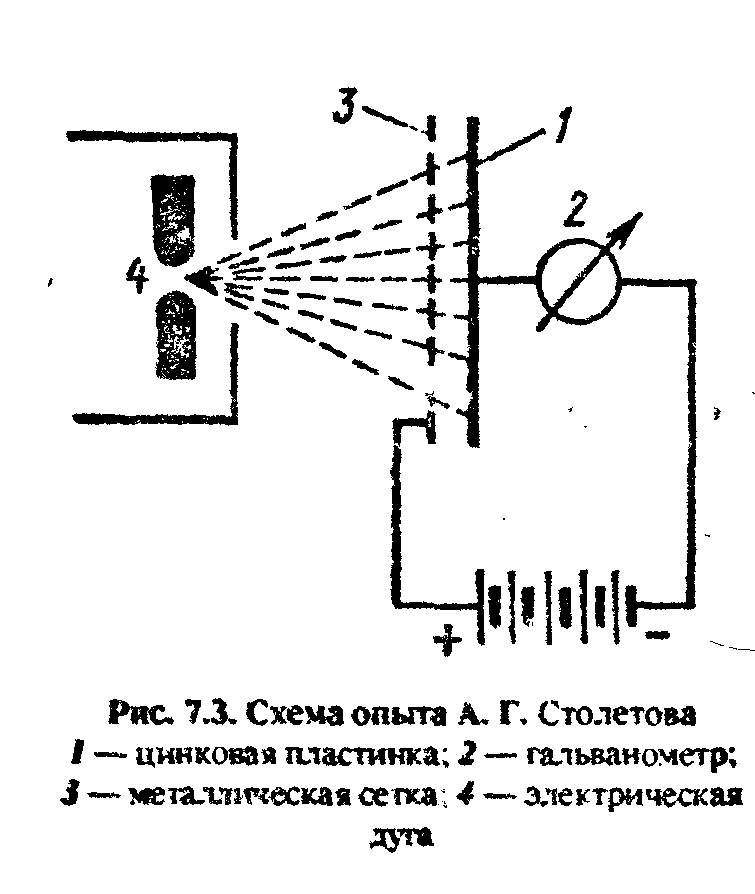 3
1
2
4
+ −
Рис. 7.3. Схема опыта А. Г. Столетова
1 — цинковая пластинка; 2 — гальванометр;
3 — металлическая сетка; 4 — электрическая
дуга